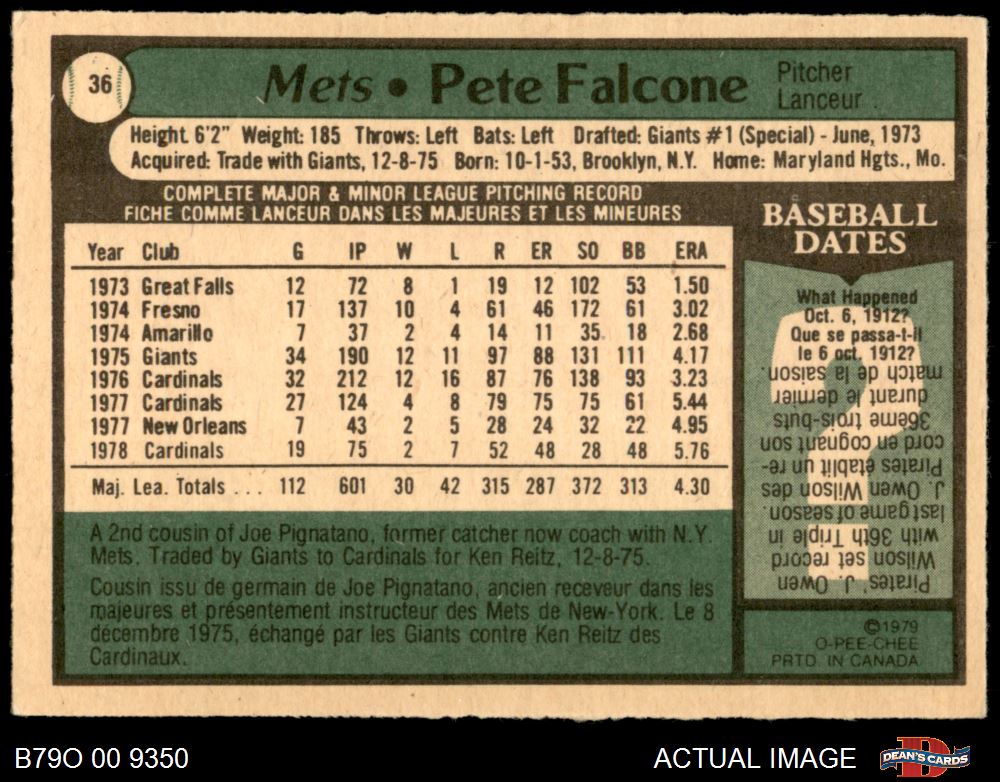 36
Mets • Pete Falcone
Pitcher
Lanceur
Height. 6'2" Weight: 185 Throws: Left Bats: Left Drafted: Giants #1 (Special) - June, 1973
Acquired: Trade with Giants, 12-8-75 Born: 10-1-53, Brooklyn, N.Y. Home: Maryland Hgts., Mo.
COMPLETE MAJOR & MINOR LEAGUE PITCHING RECORD
FICHE COMME LANCEUR DANS LES MAJEURES ET LES MINEURES
Year Club G IP W L R ER SO BB ERA
1973 Great Falls 12 72 8 1 19 12 102 53 1.50
1974 Fresno 17 137 10 4 61 46 172 61 3.02
1974 Amarillo 7 37 2 4 14 11 35 18 2.68
1975 Giants 34 190 12 11 97 88 131 111 4.17
1976 Cardinals 32 212 12 16 87 76 138 93 3.23
1977 Cardinals 27 124 4 8 79 75 75 61 5.44
1977 New Orleans 7 43 2 5 28 24 32 22 4.95
1978 Cardinals 19 75 2 7 52 48 28 48 5.76
Maj. Lea. Totals ... 112 601 30 42 315 287 372 313 4.30
A 2nd cousin of Joe Pignatano, former catcher now coach with N.Y.
Mets. Traded by Giants to Cardinals for Ken Reitz, 12-8-75.
Cousin issu de germain de Joe Pignatano, ancien receveur dans les
majeures et présentement instructeur des Mets de New-York. Le 8
décembre 1975, échangé par les Giants contre Ken Reitz des
Cardinaux.
BASEBALL
DATES
What Happened
Oct. 6, 1912?
Que se passa-t-il
le 6 oct. 1912?
Pirates' J. Owen
Wilson set record
with 36th Triple in
last game of season.
J. Owen Wilson des
Pirates établit un re-
cord en cognant son
36ème trois-buts
durant le dernier
match de la saison.
©1979
O-PEE-CHEE
PRTD. IN CANADA
B79O 00 9350
ACTUAL IMAGE
DEAN'S CARDS